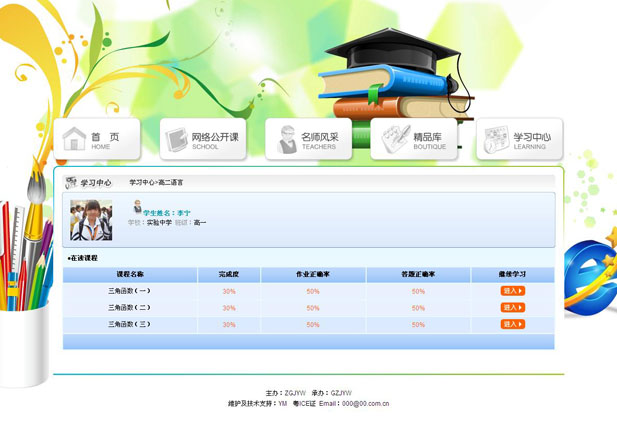 首 页 网络公开课 名师风采 精品库 学习中心
HOME SCHOOL TEACHERS BOUTIQUE LEARNING
学习中心 学习中心>高二语言
学生姓名：李宁
学校：实验中学 班级：高一
•在读课程
课程名称 完成度 作业正确率 答题正确率 继续学习
三角函数（一） 30% 50% 50% 进入
三角函数（二） 30% 50% 50% 进入
三角函数（三） 30% 50% 50% 进入
主办：ZGJYW 承办：GZJYW
维护及技术支持：YM 粤ICE证 Email：000@00.com.cn